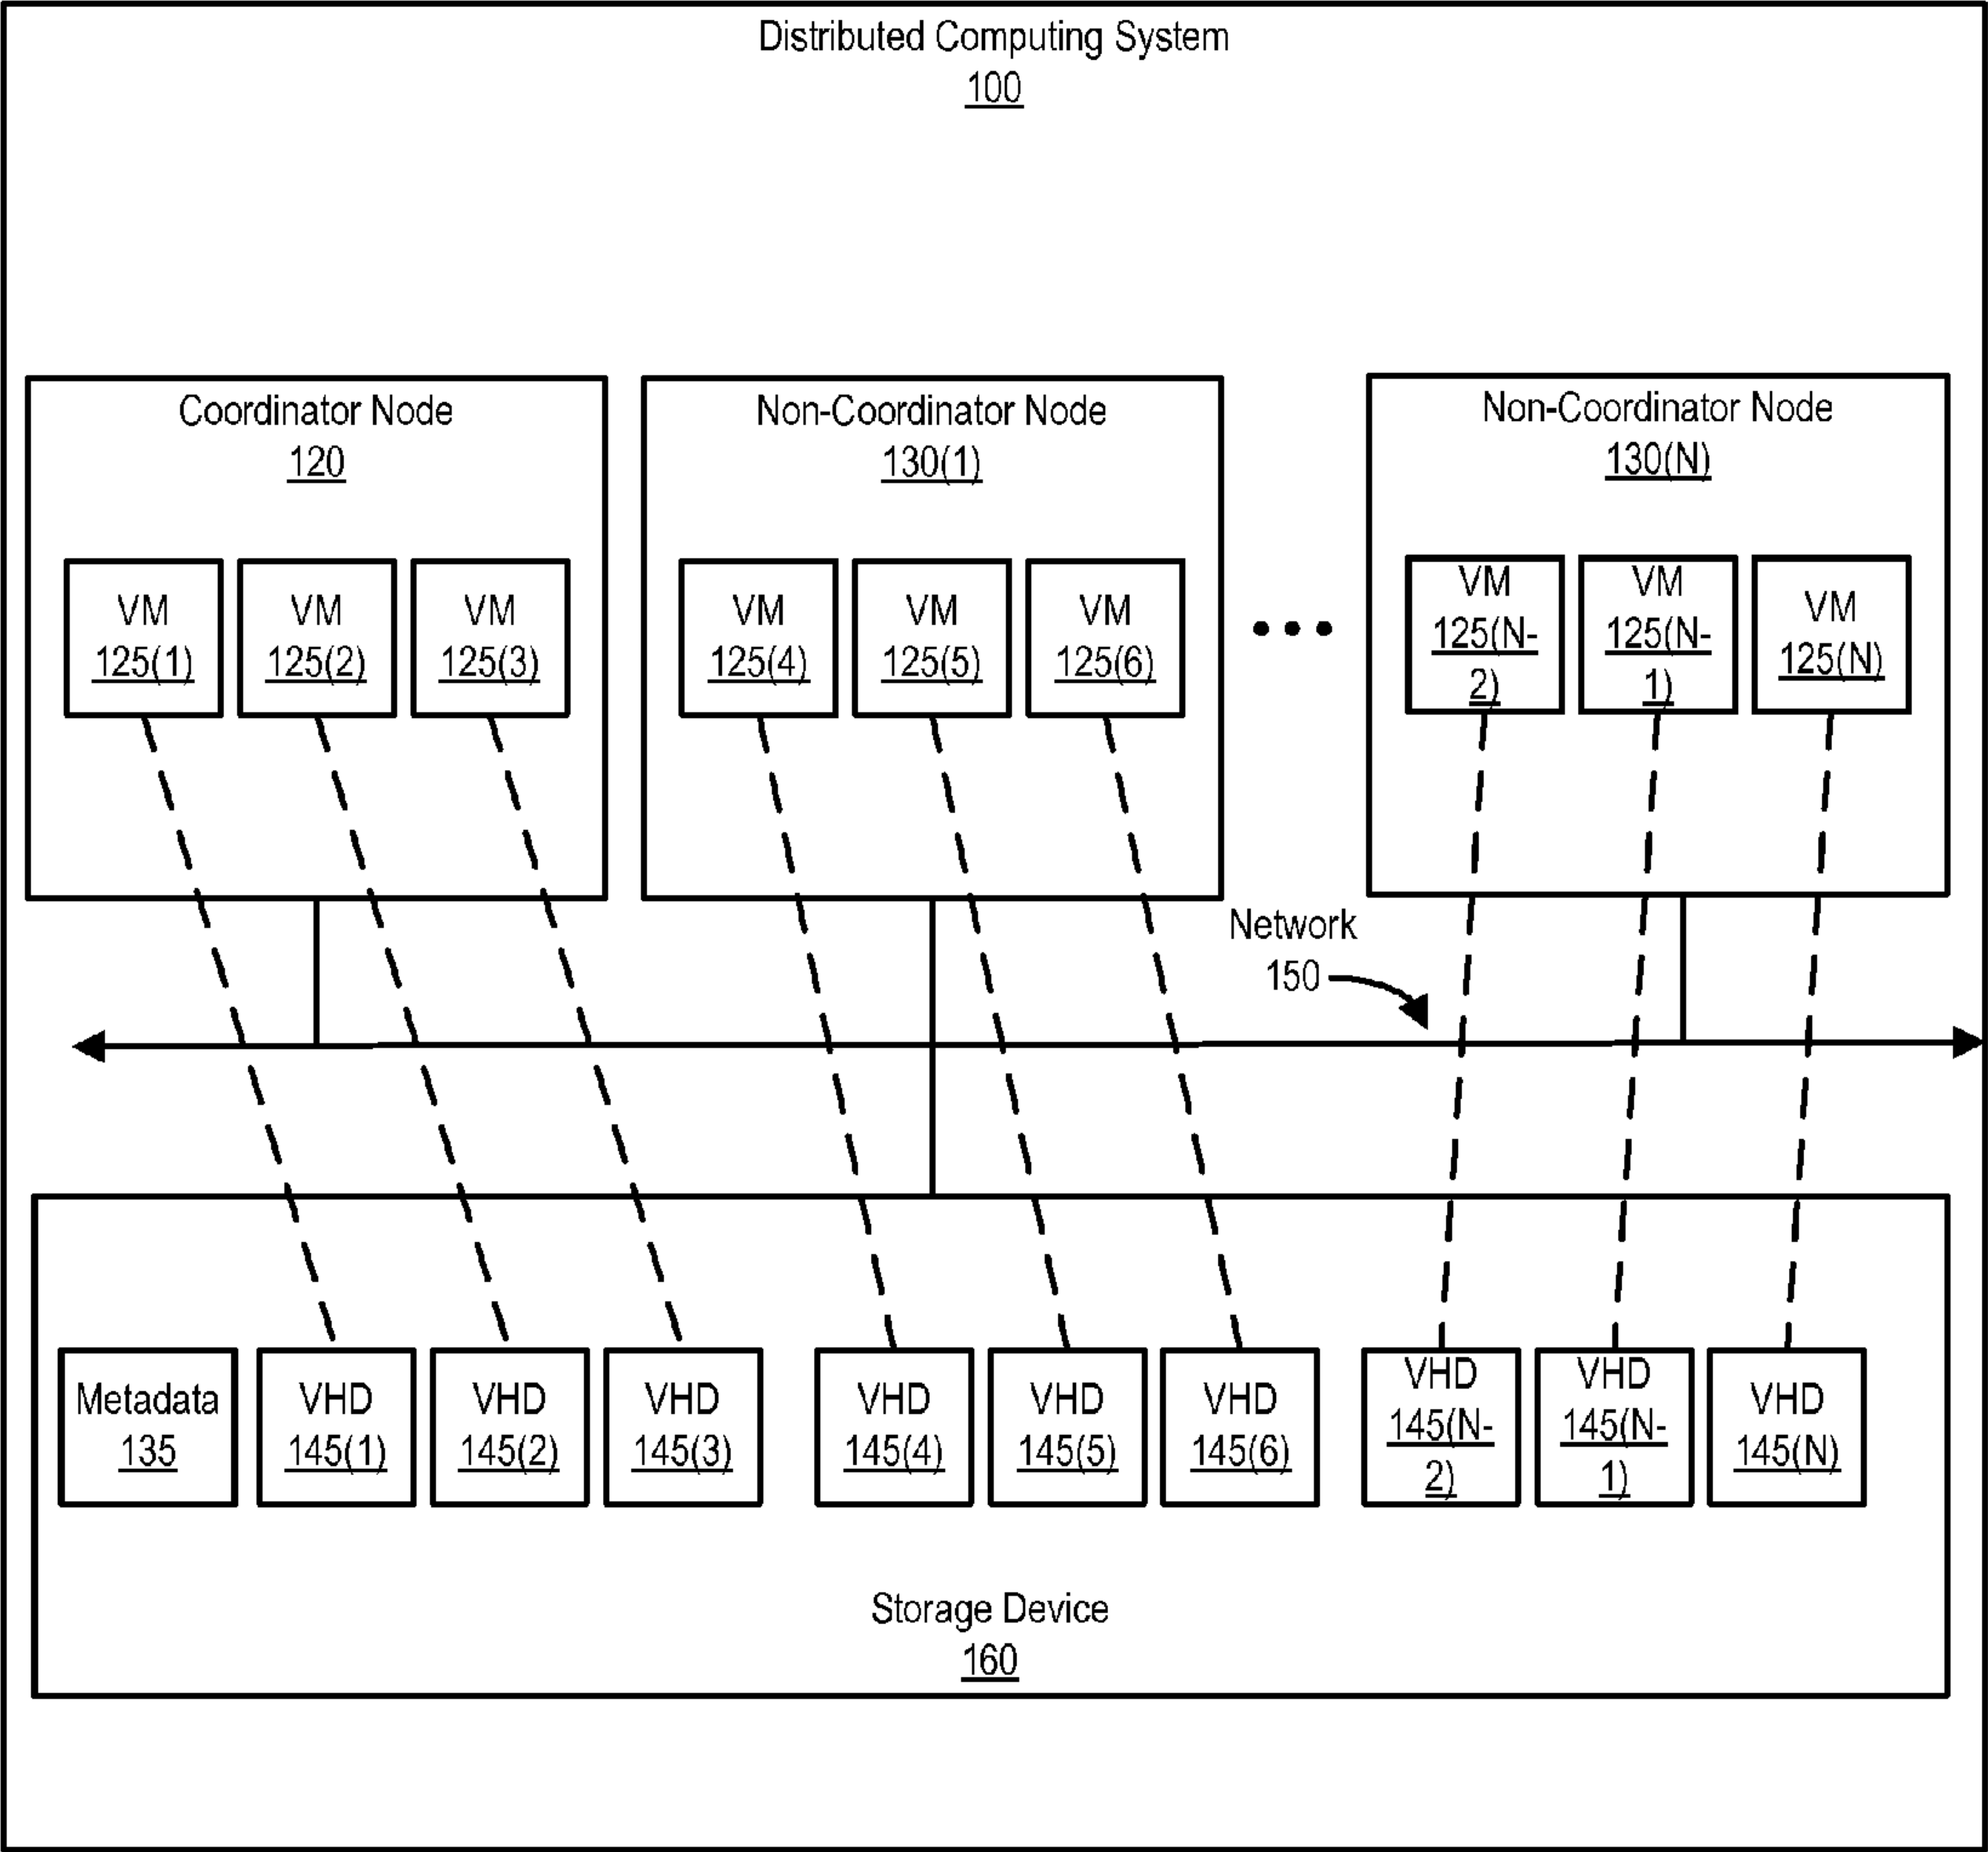 Distributed Computing System
100
Coordinator Node
120
Non-Coordinator Node
130(1)
Non-Coordinator Node
130(N)
VM
125(1)
VM
125(2)
VM
125(3)
VM
125(4)
VM
125(5)
VM
125(6)
VM
125(N-
2)
VM
125(N-
1)
VM
125(N)
Network
150
Metadata
135
VHD
145(1)
VHD
145(2)
VHD
145(3)
VHD
145(4)
VHD
145(5)
VHD
145(6)
VHD
145(N-
2)
VHD
145(N-
1)
VHD
145(N)
Storage Device
160